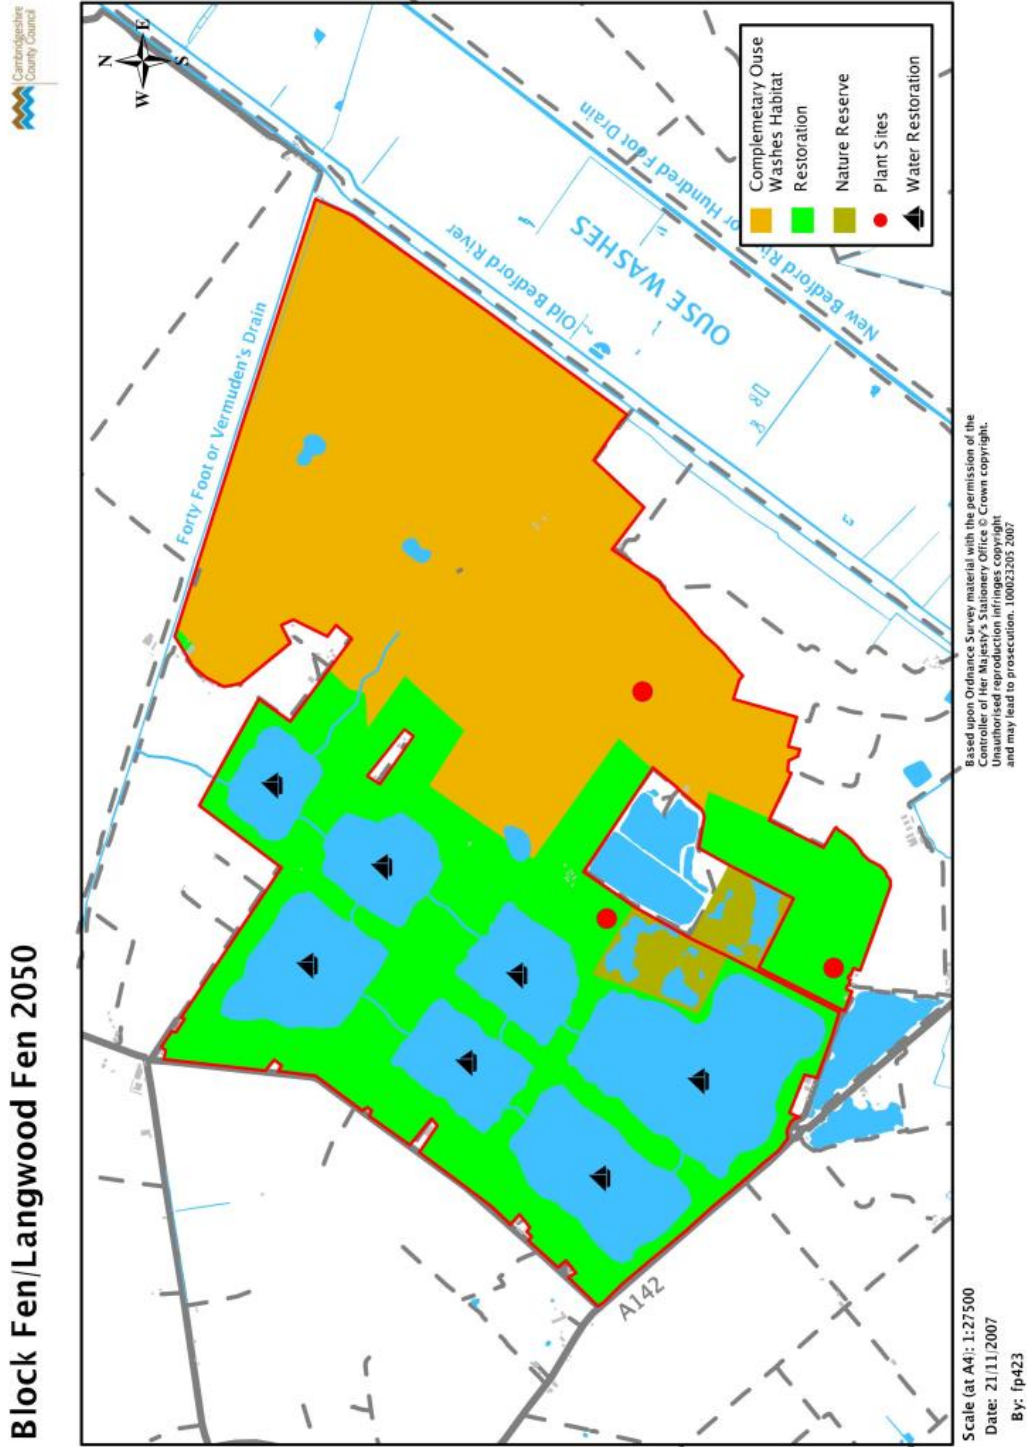 Block Fen/Langwood Fen 2050
Cambridgeshire
County Council
N
E
S
W
Forty Foot or Vermuden's Drain
Old Bedford River
OUSE WASHES
New Bedford River or Hundred Foot Drain
A142
Complemetary Ouse
Washes Habitat
Restoration
Nature Reserve
Plant Sites
Water Restoration
Scale (at A4): 1:27500
Date: 21/11/2007
By: fp423
Based upon Ordnance Survey material with the permission of the
Controller of Her Majesty's Stationery Office © Crown copyright.
Unauthorised reproduction infringes copyright
and may lead to prosecution. 100023205 2007